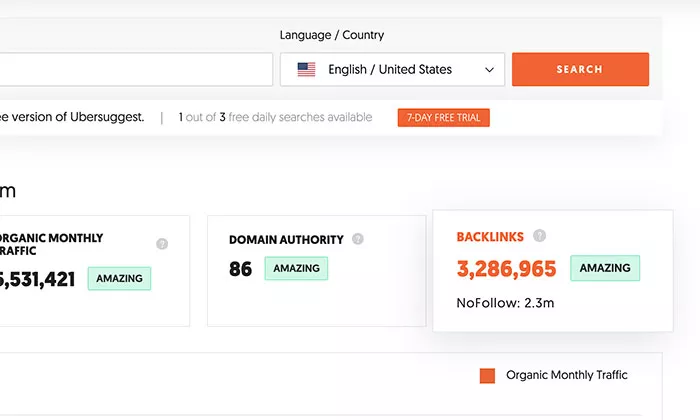 Language / Country
English / United States
SEARCH
version of Ubersuggest. | 1 out of 3 free daily searches available
7-DAY FREE TRIAL
ORGANIC MONTHLY
TRAFFIC
,531,421 AMAZING
DOMAIN AUTHORITY
86 AMAZING
BACKLINKS
3,286,965 AMAZING
NoFollow: 2.3m
Organic Monthly Traffic